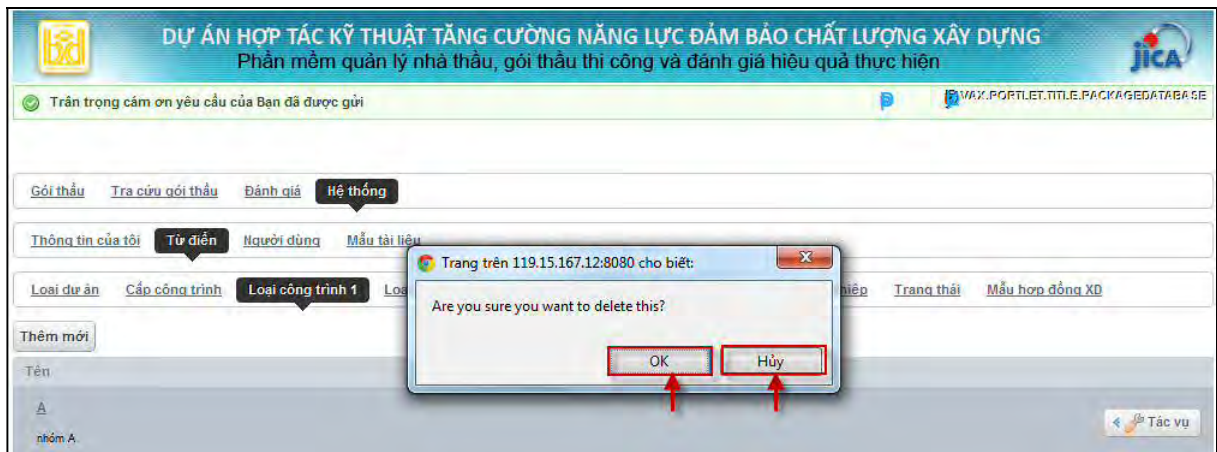 DỰ ÁN HỢP TÁC KỸ THUẬT TĂNG CƯỜNG NĂNG LỰC ĐẢM BẢO CHẤT LƯỢNG XÂY DỰNG
Phần mềm quản lý nhà thầu, gói thầu thi công và đánh giá hiệu quả thực hiện
bxd
jICA
Trân trọng cám ơn yêu cầu của Bạn đã được gửi
VAX.PORTLET.TITLE.PACKAGEDATABASE
Gói thầu Tra cứu gói thầu Đánh giá Hệ thống
Thông tin của tôi Từ điển Người dùng Mẫu tài liệu
Trang trên 119.15.167.12:8080 cho biết:
Loại dự án Cấp công trình Loại công trình 1 Trạng thái Mẫu hợp đồng XD
Are you sure you want to delete this?
Thêm mới
OK Hủy
Tên
A
nhóm A
Tác vụ